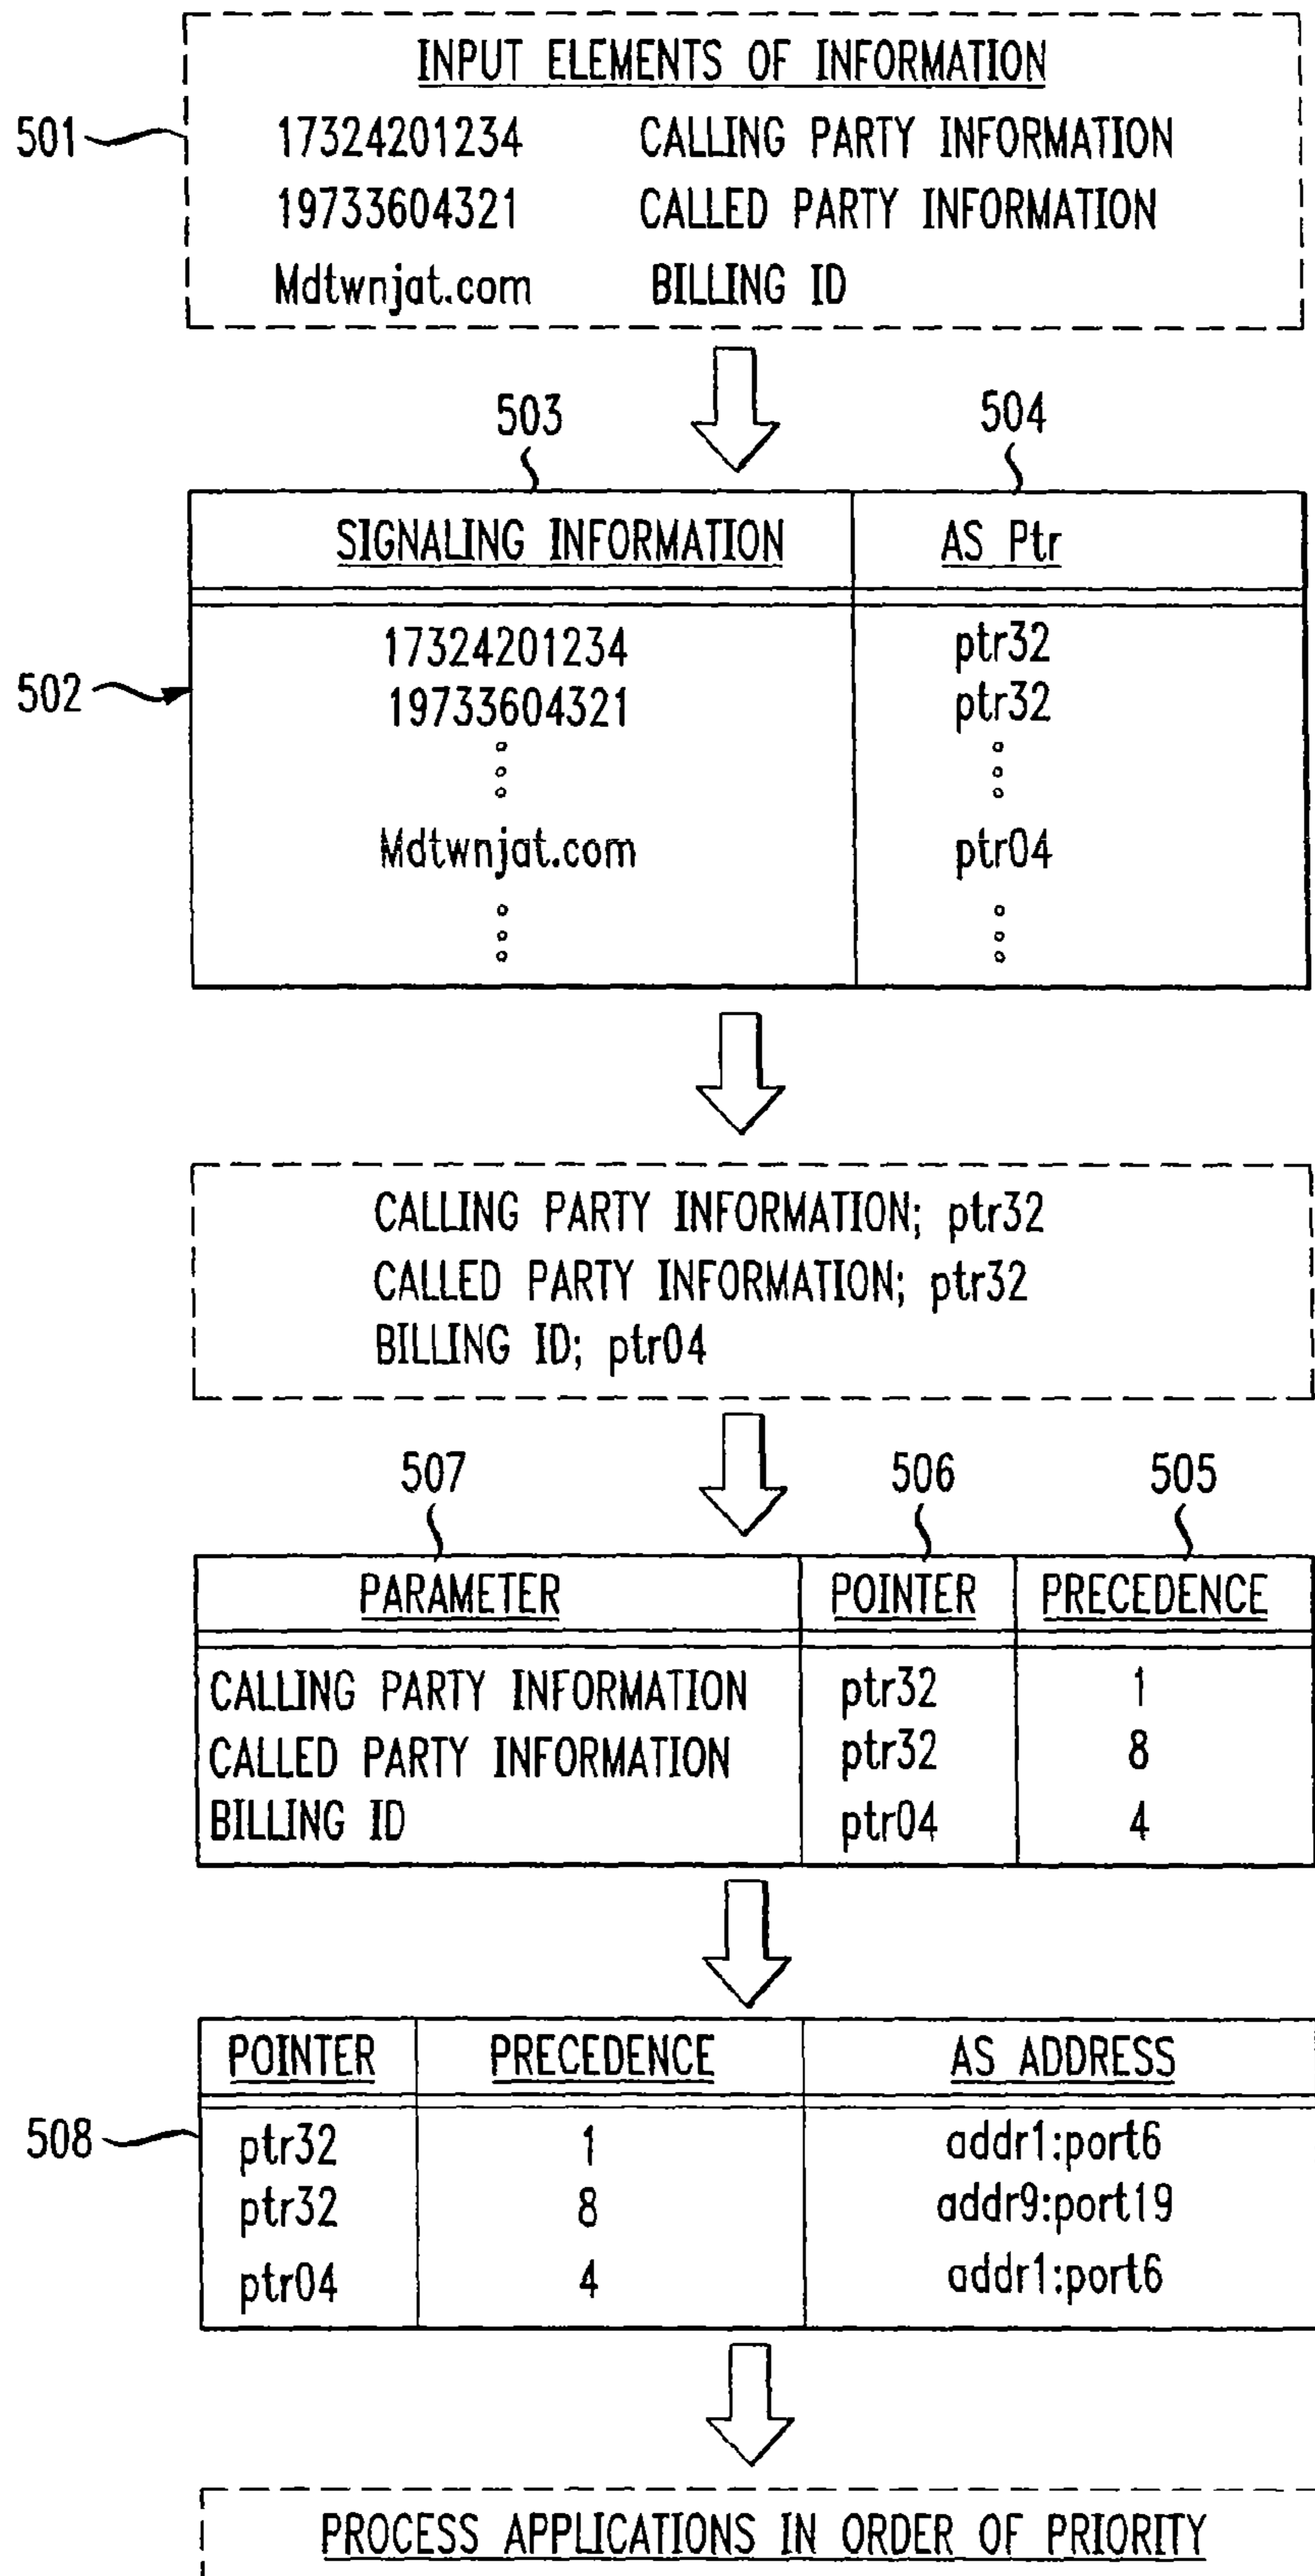 INPUT ELEMENTS OF INFORMATION
501
17324201234 CALLING PARTY INFORMATION
19733604321 CALLED PARTY INFORMATION
Mdtwnjat.com BILLING ID
503 504
SIGNALING INFORMATION AS Ptr
17324201234 ptr32
502
19733604321 ptr32
Mdtwnjat.com ptr04
CALLING PARTY INFORMATION; ptr32
CALLED PARTY INFORMATION; ptr32
BILLING ID; ptr04
507 506 505
PARAMETER POINTER PRECEDENCE
CALLING PARTY INFORMATION ptr32 1
CALLED PARTY INFORMATION ptr32 8
BILLING ID ptr04 4
POINTER PRECEDENCE AS ADDRESS
508
ptr32 1 addr1:port6
ptr32 8 addr9:port19
ptr04 4 addr1:port6
PROCESS APPLICATIONS IN ORDER OF PRIORITY